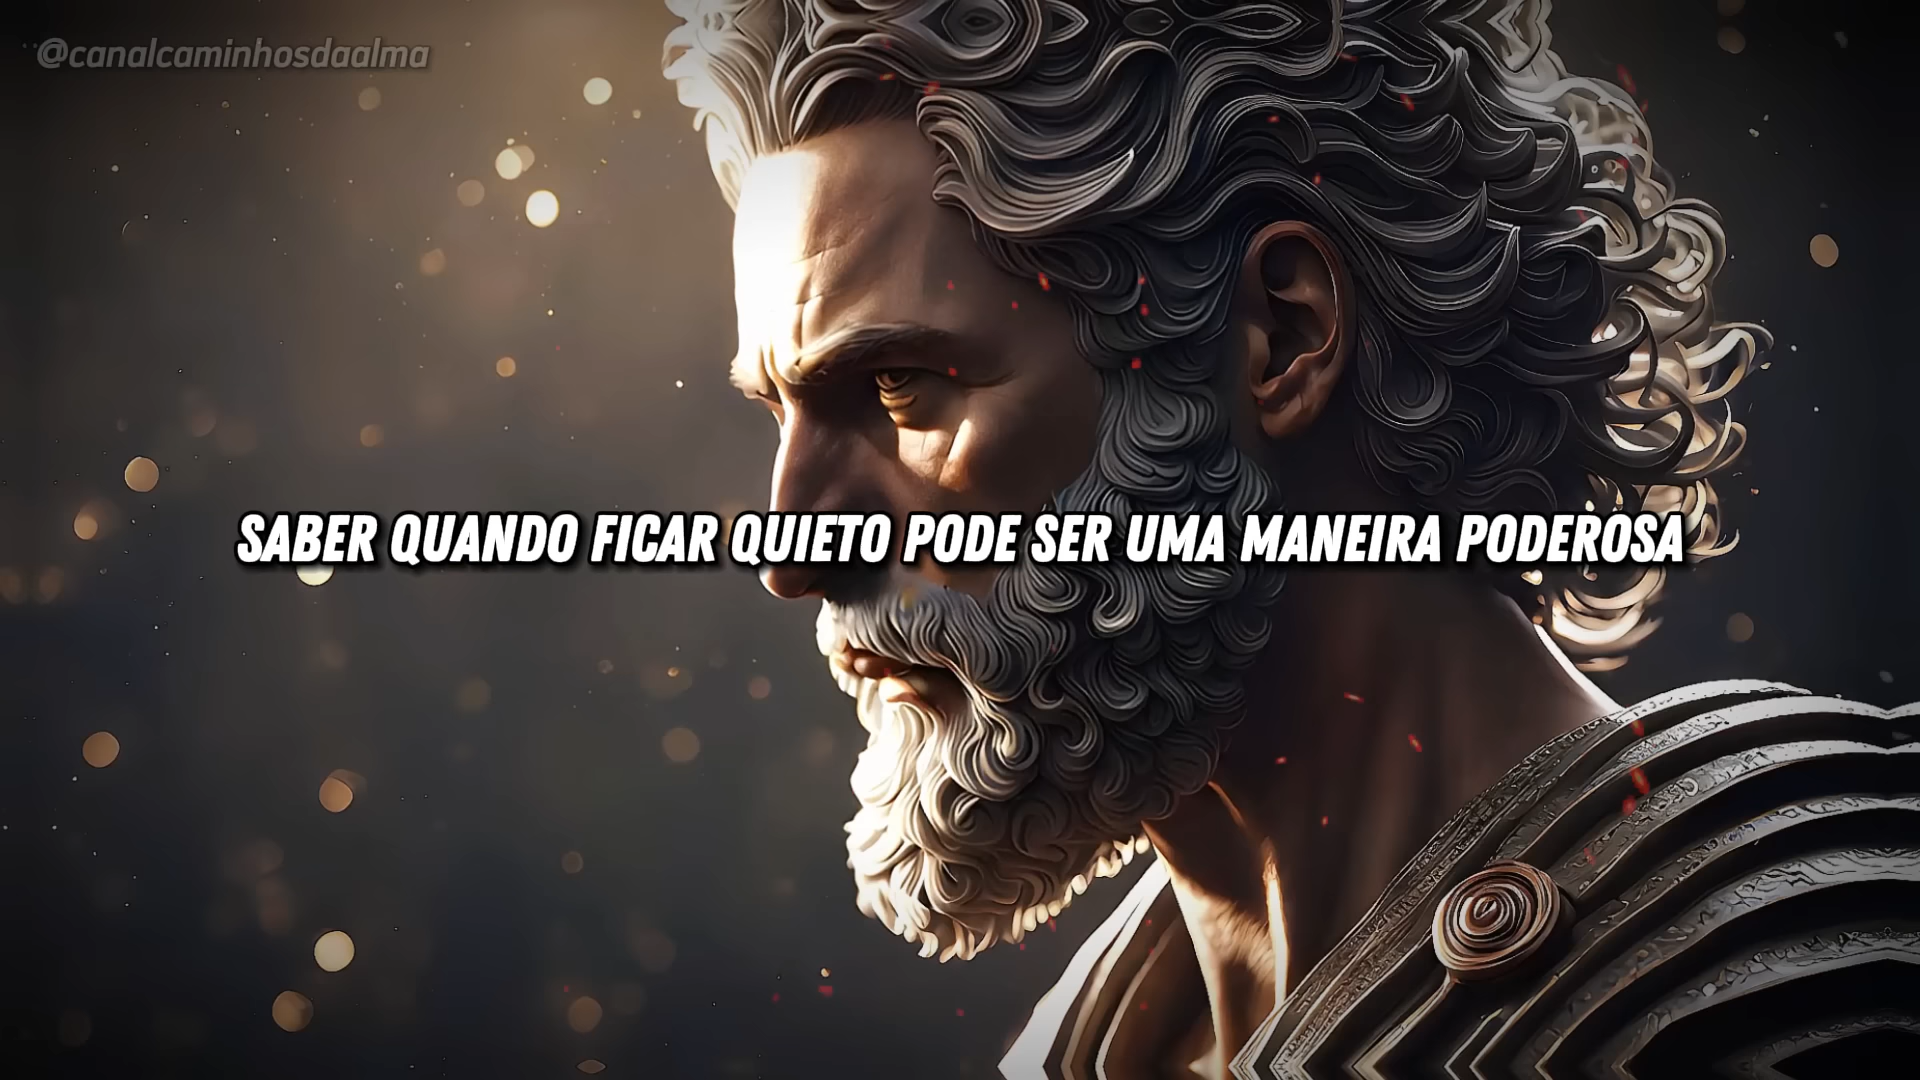 @canalcaminhosdaalma
SABER QUANDO FICAR QUIETO PODE SER UMA MANEIRA PODEROSA